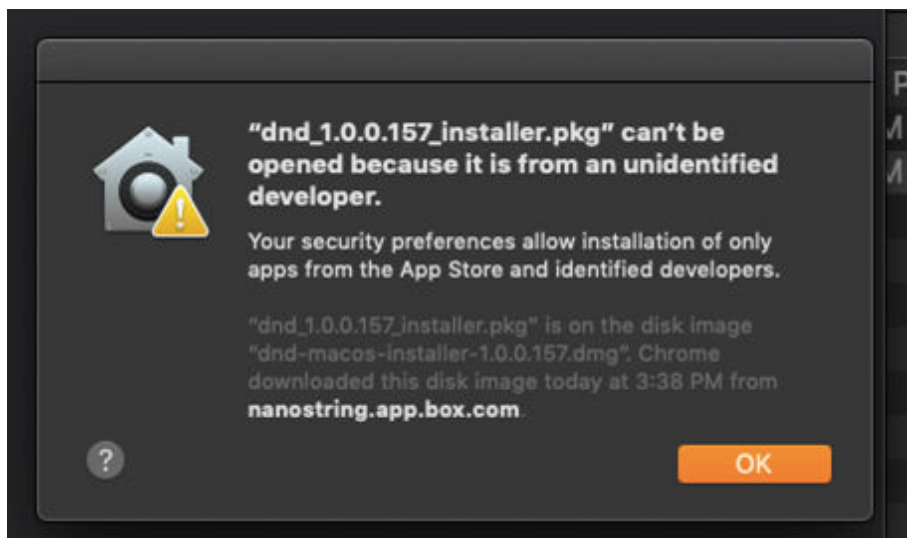 “dnd_1.0.0.157_installer.pkg” can’t be
opened because it is from an unidentified
developer.
Your security preferences allow installation of only
apps from the App Store and identified developers.
“dnd_1.0.0.157_installer.pkg” is on the disk image
“dnd-macos-installer-1.0.0.157.dmg”. Chrome
downloaded this disk image today at 3:38 PM from
nanostring.app.box.com.
?
OK
P
M
M